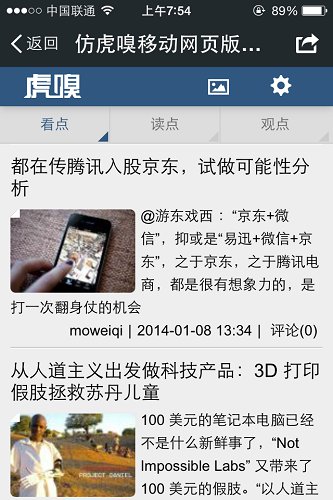 中国联通 上午7:54 89%
返回 仿虎嗅移动网页版...
虎嗅
看点 读点 观点
都在传腾讯入股京东，试做可能性分
析
@游东戏西 ：“京东+微
信”，抑或是“易迅+微信+京
东”，之于京东，之于腾讯电
商，都是很有想象力的，是
打一次翻身仗的机会
moweiqi | 2014-01-08 13:34 | 评论(0)
从人道主义出发做科技产品：3D 打印
假肢拯救苏丹儿童
100 美元的笔记本电脑已经
不是什么新鲜事了，“Not
Impossible Labs” 又带来了
100 美元的假肢。“以人道主
PROJECT DANIEL